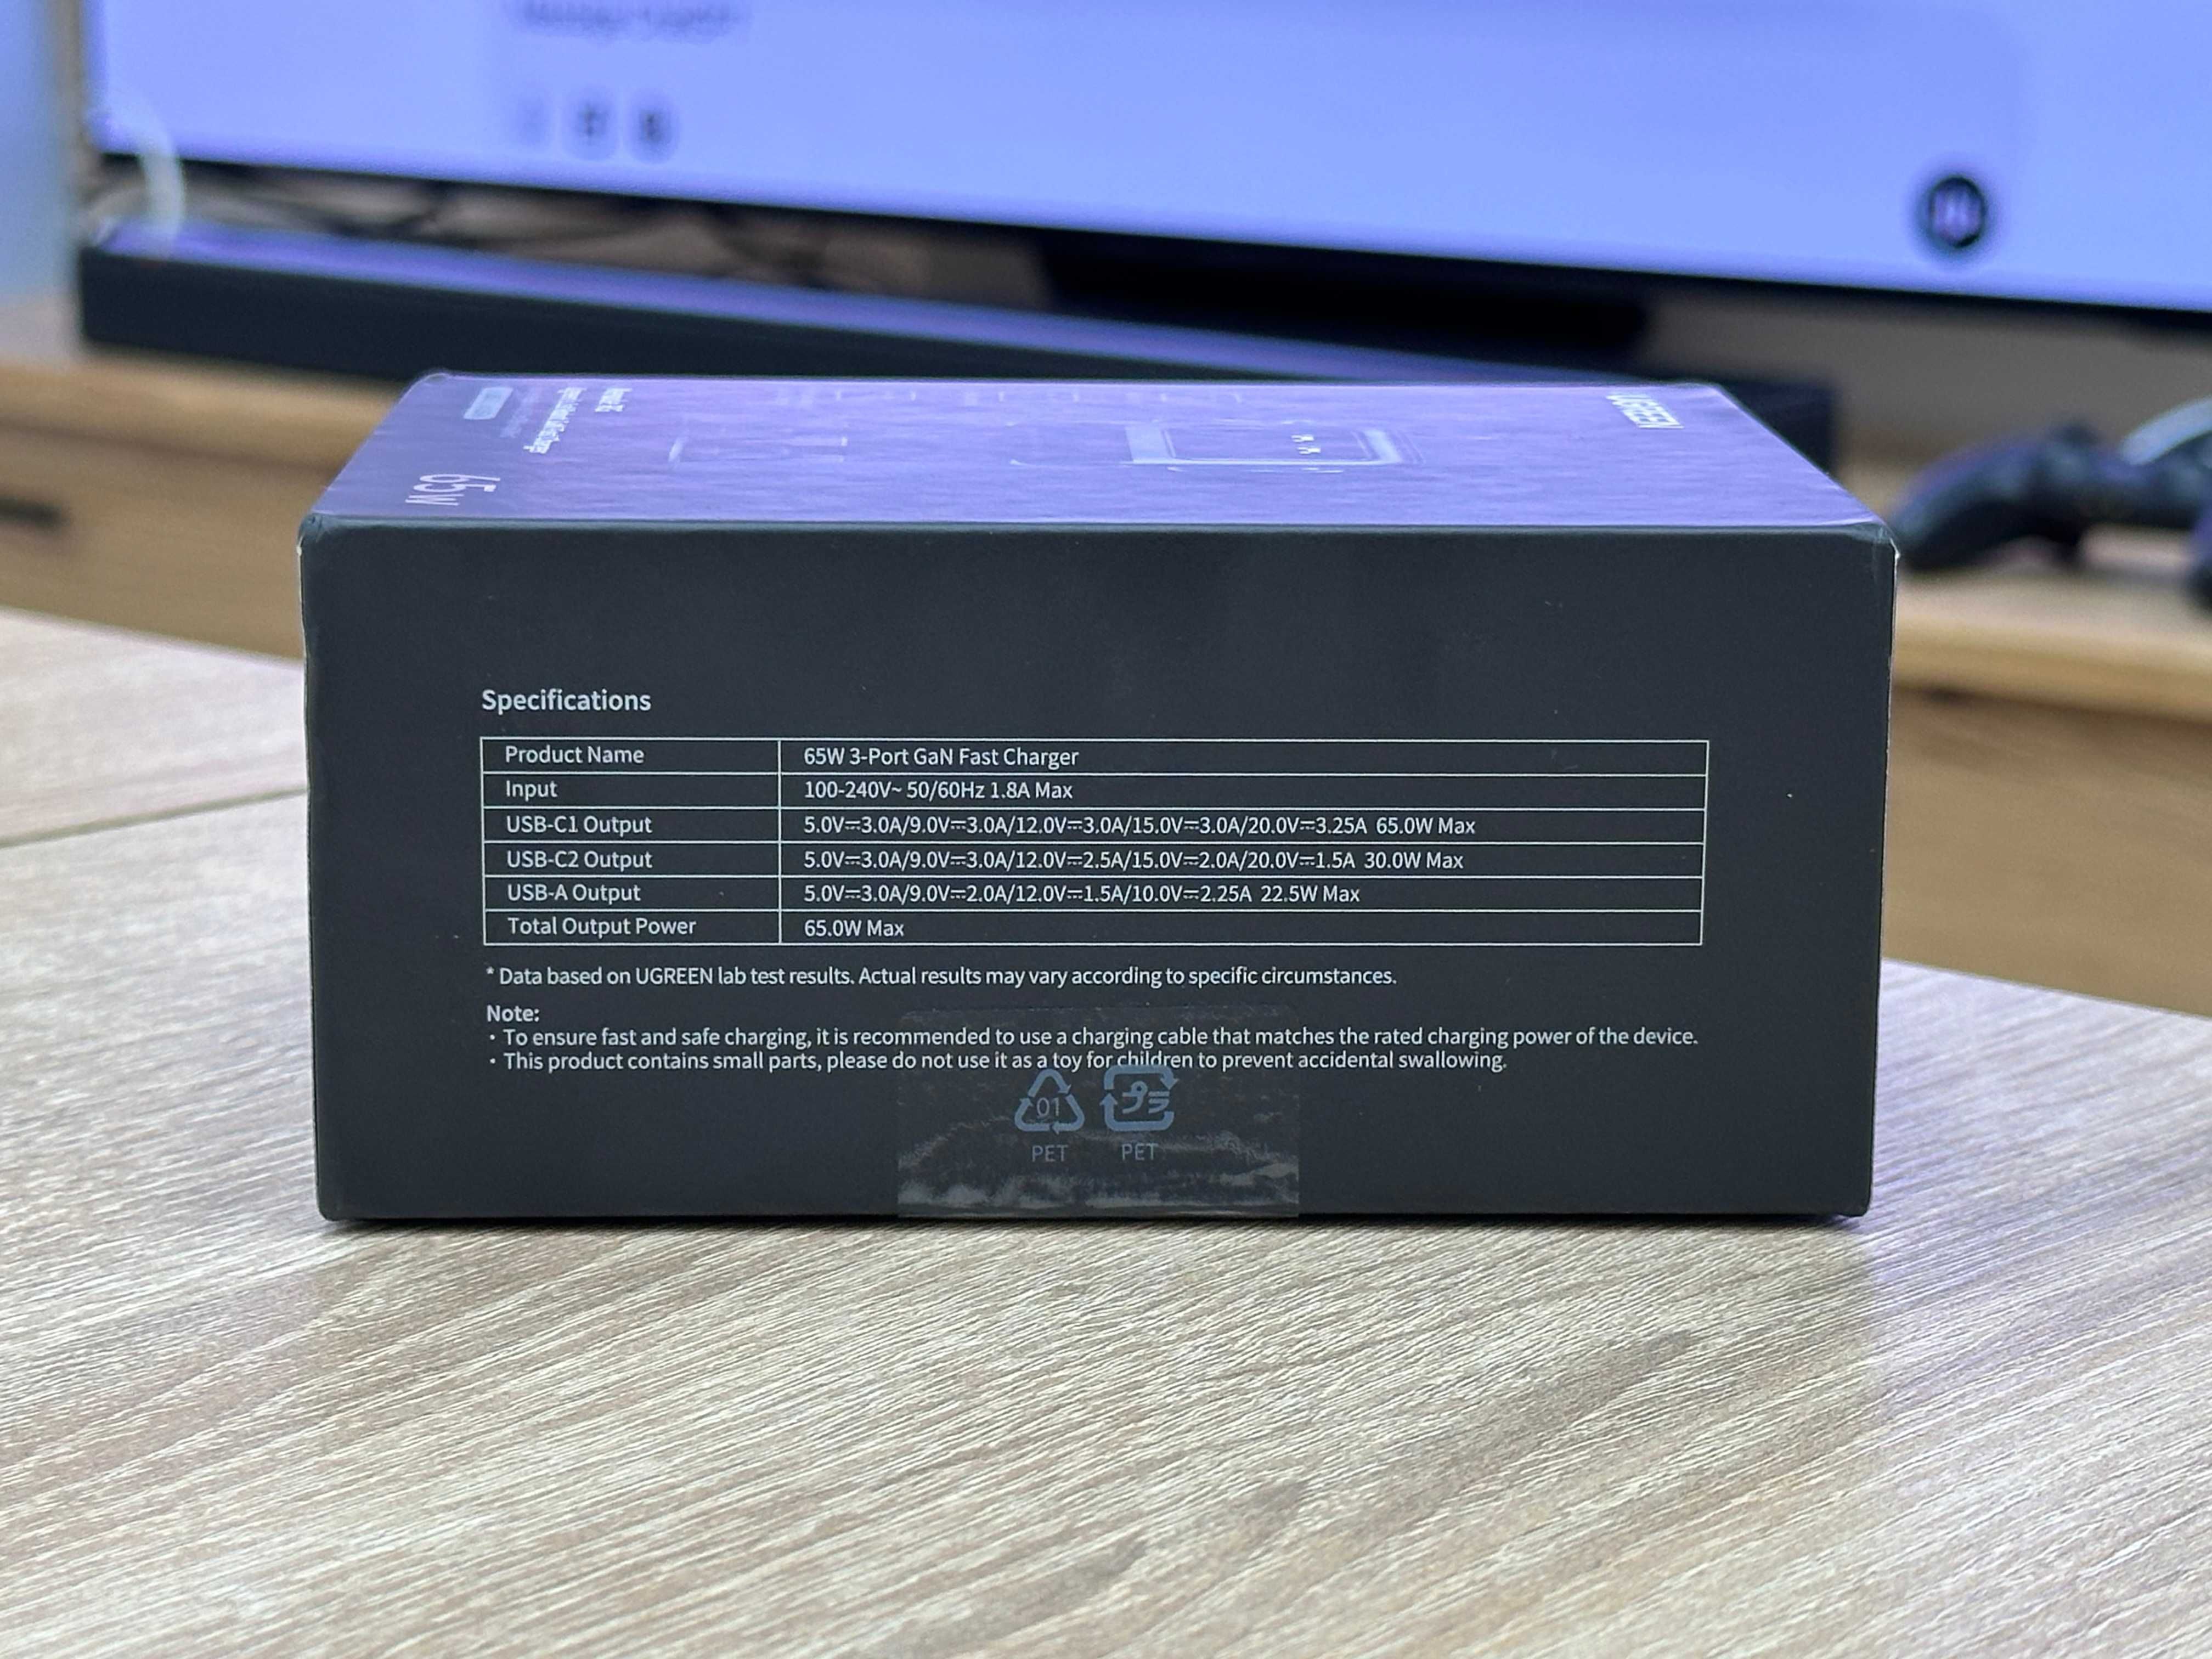 UGREEN
65W
Specifications
Product Name 65W 3-Port GaN Fast Charger
Input 100-240V~ 50/60Hz 1.8A Max
USB-C1 Output 5.0V⎓3.0A/9.0V⎓3.0A/12.0V⎓3.0A/15.0V⎓3.0A/20.0V⎓3.25A 65.0W Max
USB-C2 Output 5.0V⎓3.0A/9.0V⎓3.0A/12.0V⎓2.5A/15.0V⎓2.0A/20.0V⎓1.5A 30.0W Max
USB-A Output 5.0V⎓3.0A/9.0V⎓2.0A/12.0V⎓1.5A/10.0V⎓2.25A 22.5W Max
Total Output Power 65.0W Max
* Data based on UGREEN lab test results. Actual results may vary according to specific circumstances.
Note:
· To ensure fast and safe charging, it is recommended to use a charging cable that matches the rated charging power of the device.
· This product contains small parts, please do not use it as a toy for children to prevent accidental swallowing.
01 プラ
PET PET